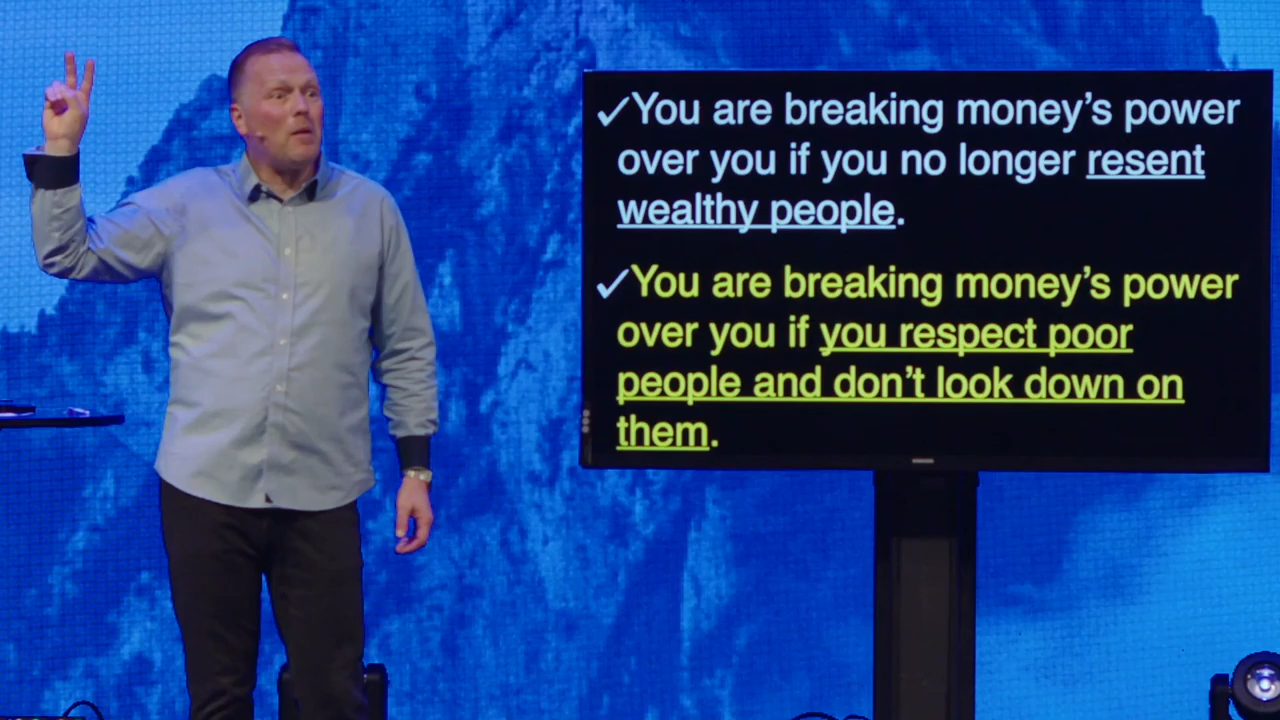 ✓You are breaking money's power
over you if you no longer resent
wealthy people.
✓You are breaking money's power
over you if you respect poor
people and don't look down on
them.